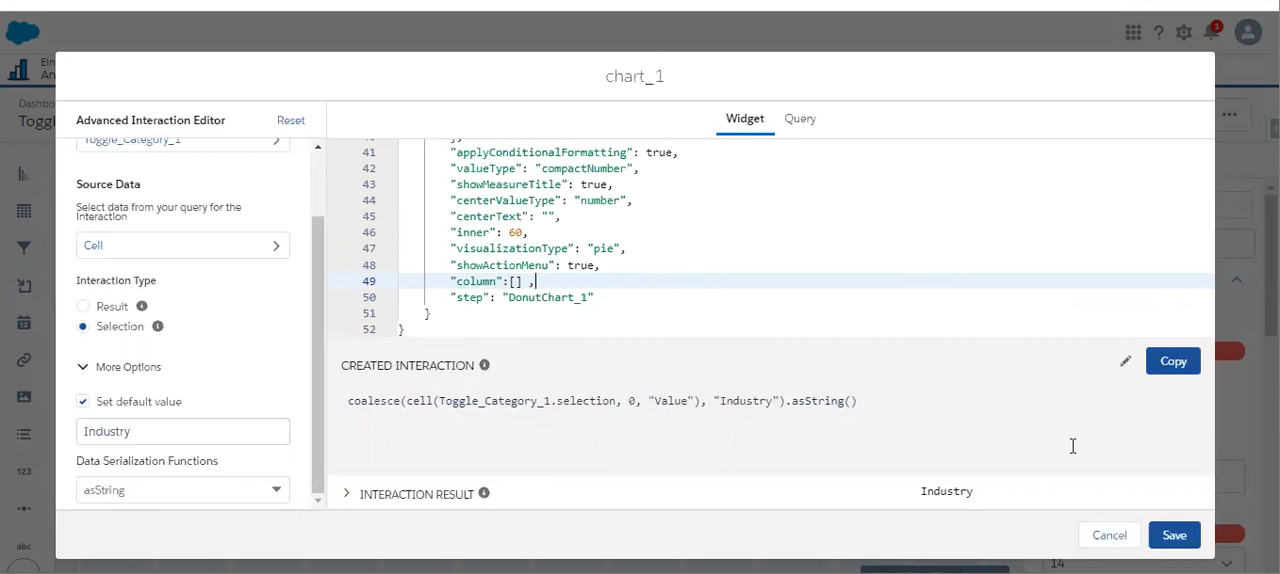 chart_1
Dashbo
Toggle
Advanced Interaction Editor
Reset
Widget
Query
Toggle_Category_1
Source Data
Select data from your query for the
Interaction
Cell
Interaction Type
Result
Selection
More Options
Set default value
Industry
Data Serialization Functions
asString
41 "applyConditionalFormatting": true,
42 "valueType": "compactNumber",
43 "showMeasureTitle": true,
44 "centerValueType": "number",
45 "centerText": "",
46 "inner": 60,
47 "visualizationType": "pie",
48 "showActionMenu": true,
49 "column":[] ,
50 "step": "DonutChart_1"
51 }
52 }
CREATED INTERACTION
Copy
coalesce(cell(Toggle_Category_1.selection, 0, "Value"), "Industry").asString()
INTERACTION RESULT
Industry
Cancel
Save
123
abc
14
1